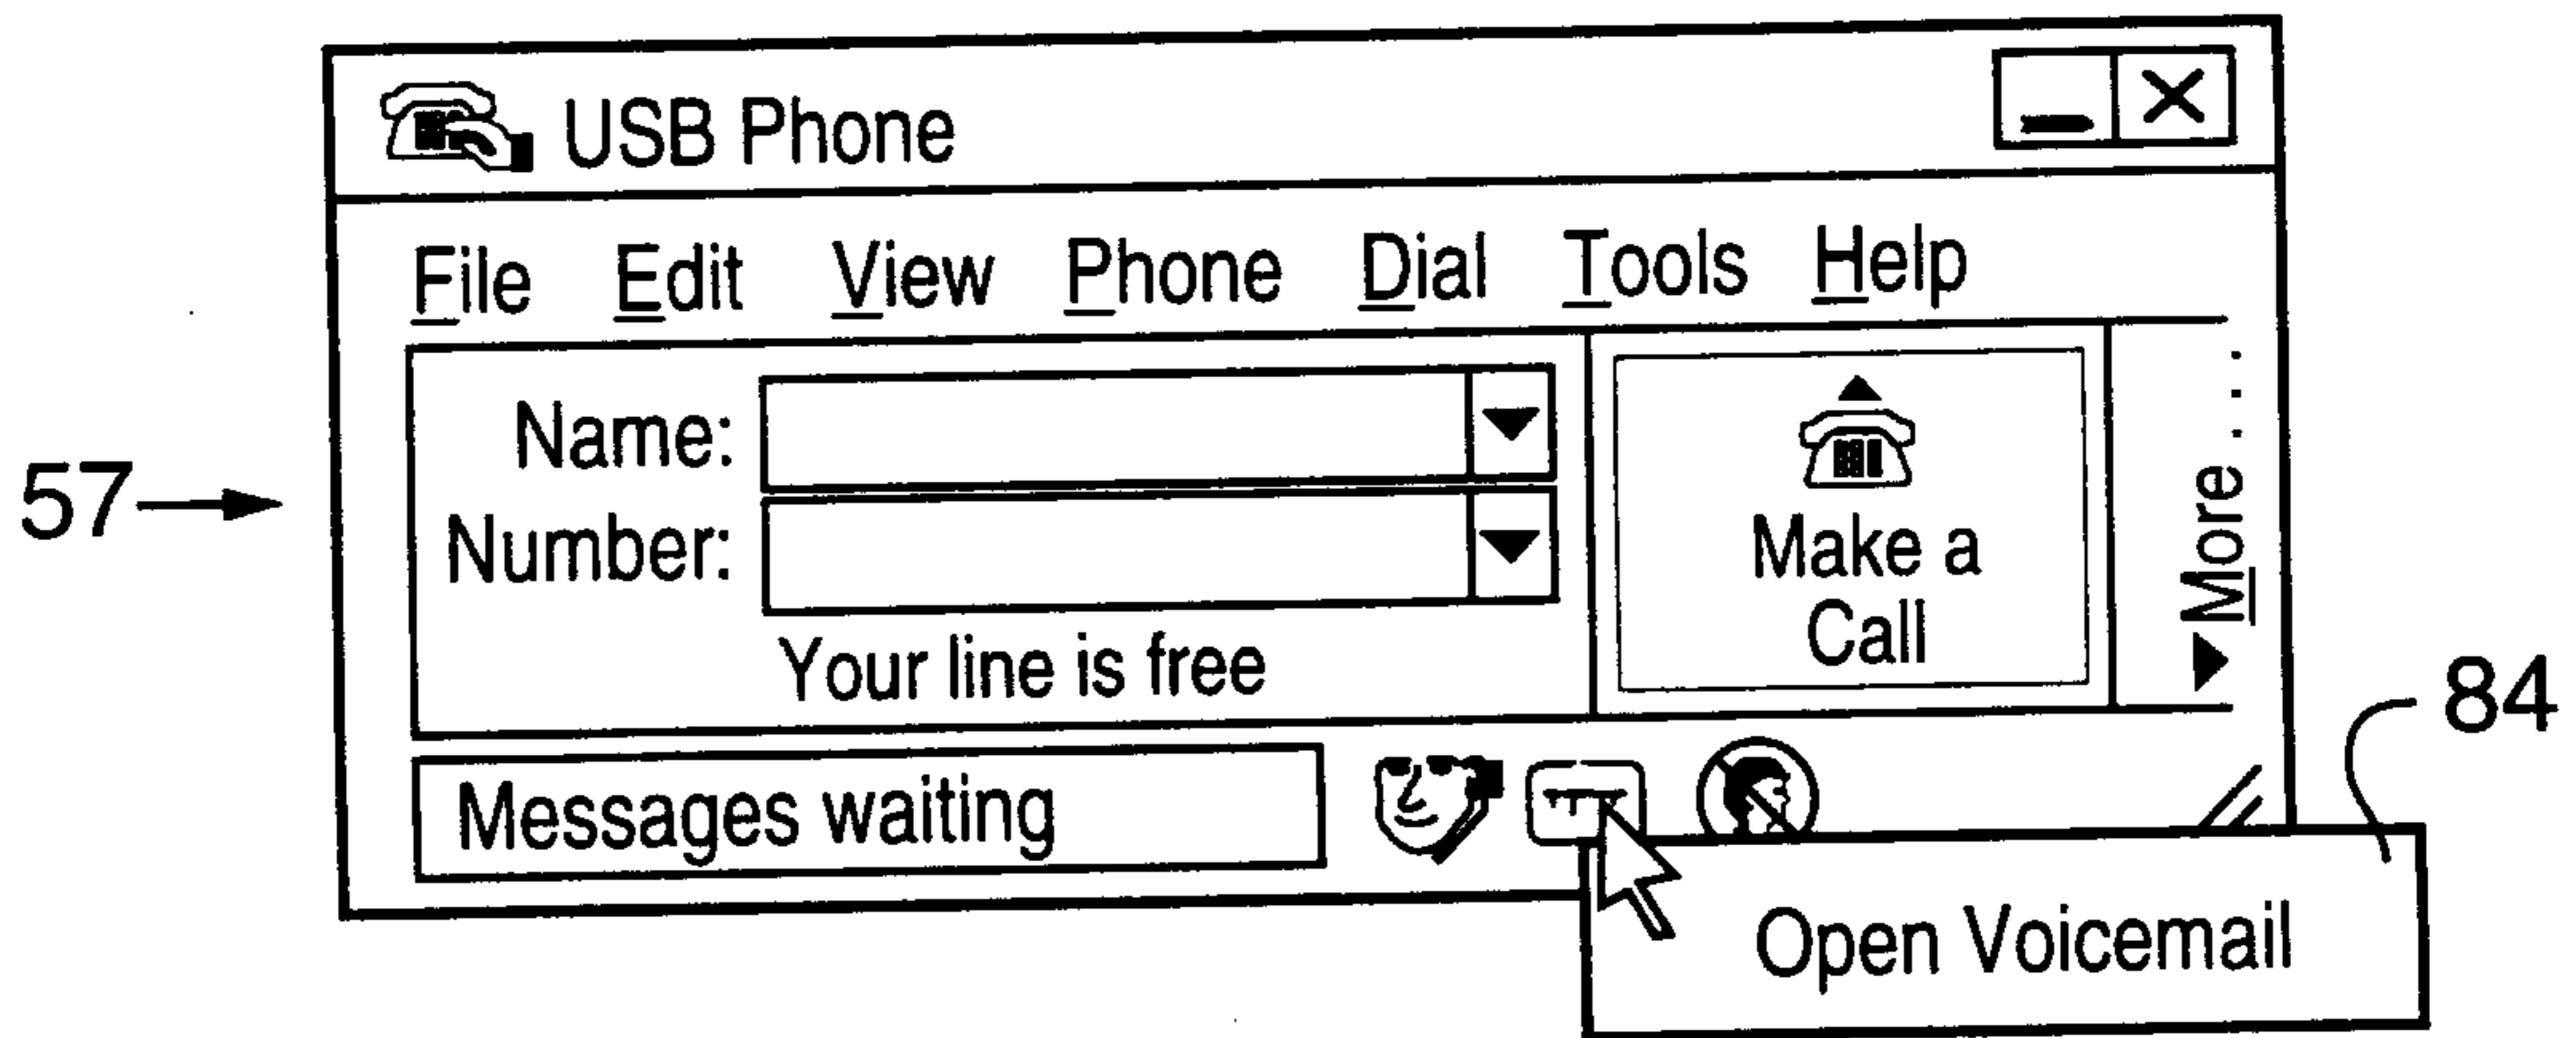 USB Phone
File Edit View Phone Dial Tools Help
Name:
Number:
Your line is free
Make a
Call
More . . .
57
84
Messages waiting
Open Voicemail